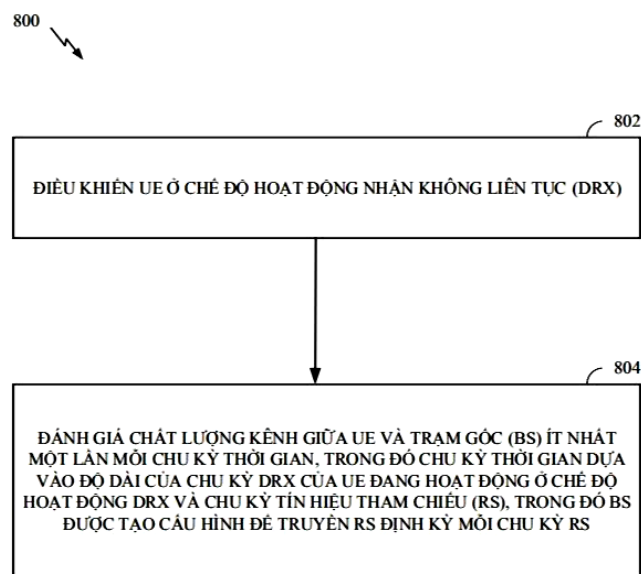 800
802
ĐIỀU KHIỂN UE Ở CHẾ ĐỘ HOẠT ĐỘNG NHẬN KHÔNG LIÊN TỤC (DRX)
804
ĐÁNH GIÁ CHẤT LƯỢNG KÊNH GIỮA UE VÀ TRẠM GỐC (BS) ÍT NHẤT
MỘT LẦN MỖI CHU KỲ THỜI GIAN, TRONG ĐÓ CHU KỲ THỜI GIAN DỰA
VÀO ĐỘ DÀI CỦA CHU KỲ DRX CỦA UE ĐANG HOẠT ĐỘNG Ở CHẾ ĐỘ
HOẠT ĐỘNG DRX VÀ CHU KỲ TÍN HIỆU THAM CHIẾU (RS), TRONG ĐÓ BS
ĐƯỢC TẠO CẤU HÌNH ĐỂ TRUYỀN RS ĐỊNH KỲ MỖI CHU KỲ RS